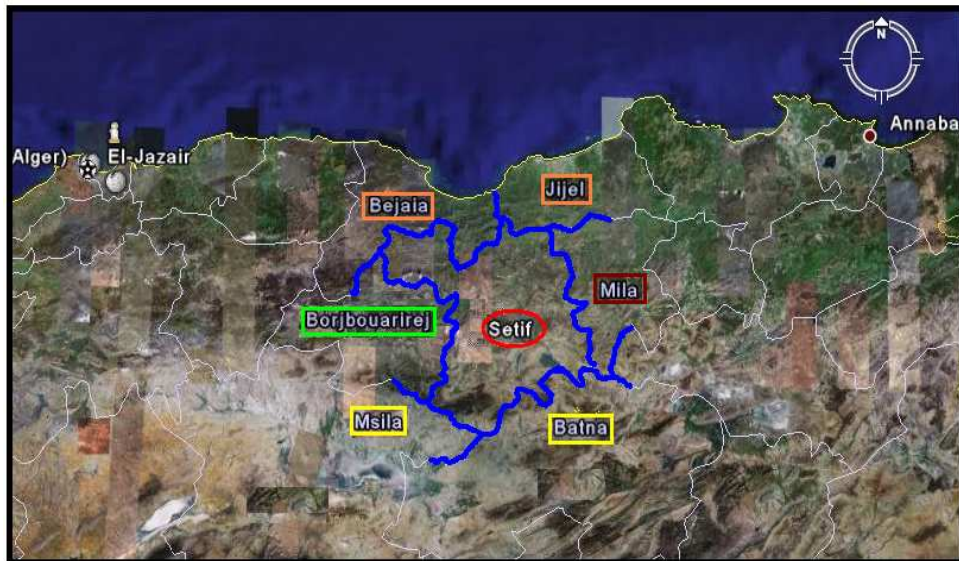 N
Annaba
Alger)
El-Jazair
Jijel
Bejaia
Mila
Borjbouarirej
Setif
Msila
Batna